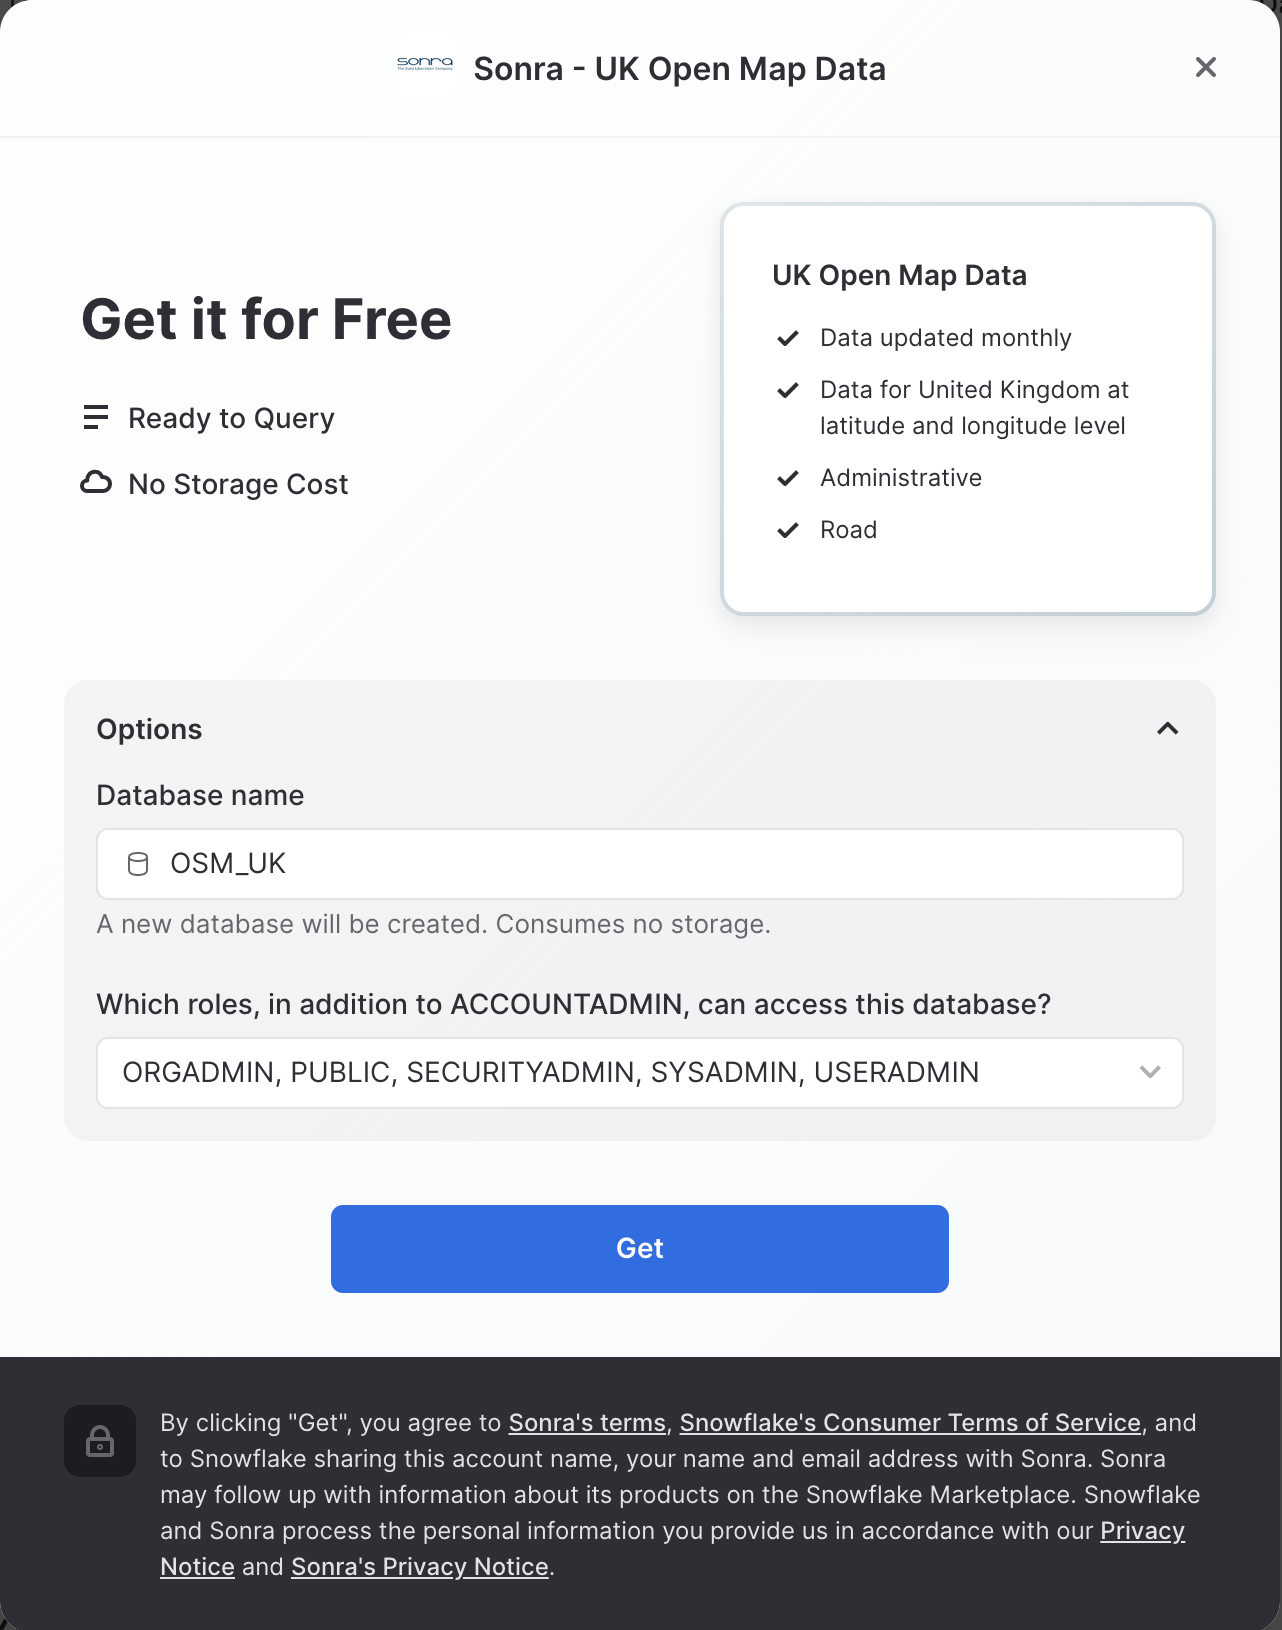 sonra
The Data Liberation Company
Sonra - UK Open Map Data
Get it for Free
Ready to Query
No Storage Cost
UK Open Map Data
Data updated monthly
Data for United Kingdom at
latitude and longitude level
Administrative
Road
Options
Database name
OSM_UK
A new database will be created. Consumes no storage.
Which roles, in addition to ACCOUNTADMIN, can access this database?
ORGADMIN, PUBLIC, SECURITYADMIN, SYSADMIN, USERADMIN
Get
By clicking "Get", you agree to Sonra's terms, Snowflake's Consumer Terms of Service, and
to Snowflake sharing this account name, your name and email address with Sonra. Sonra
may follow up with information about its products on the Snowflake Marketplace. Snowflake
and Sonra process the personal information you provide us in accordance with our Privacy
Notice and Sonra's Privacy Notice.